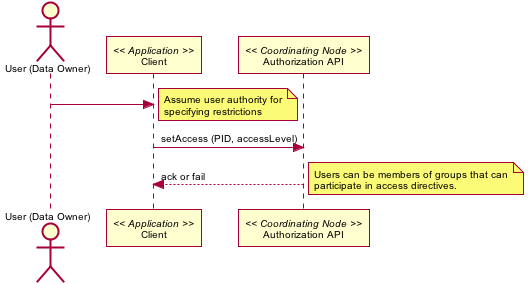 << Application >>
Client
<< Coordinating Node >>
Authorization API
User (Data Owner)
Assume user authority for
specifying restrictions
setAccess (PID, accessLevel)
ack or fail
Users can be members of groups that can
participate in access directives.
User (Data Owner)
<< Application >>
Client
<< Coordinating Node >>
Authorization API